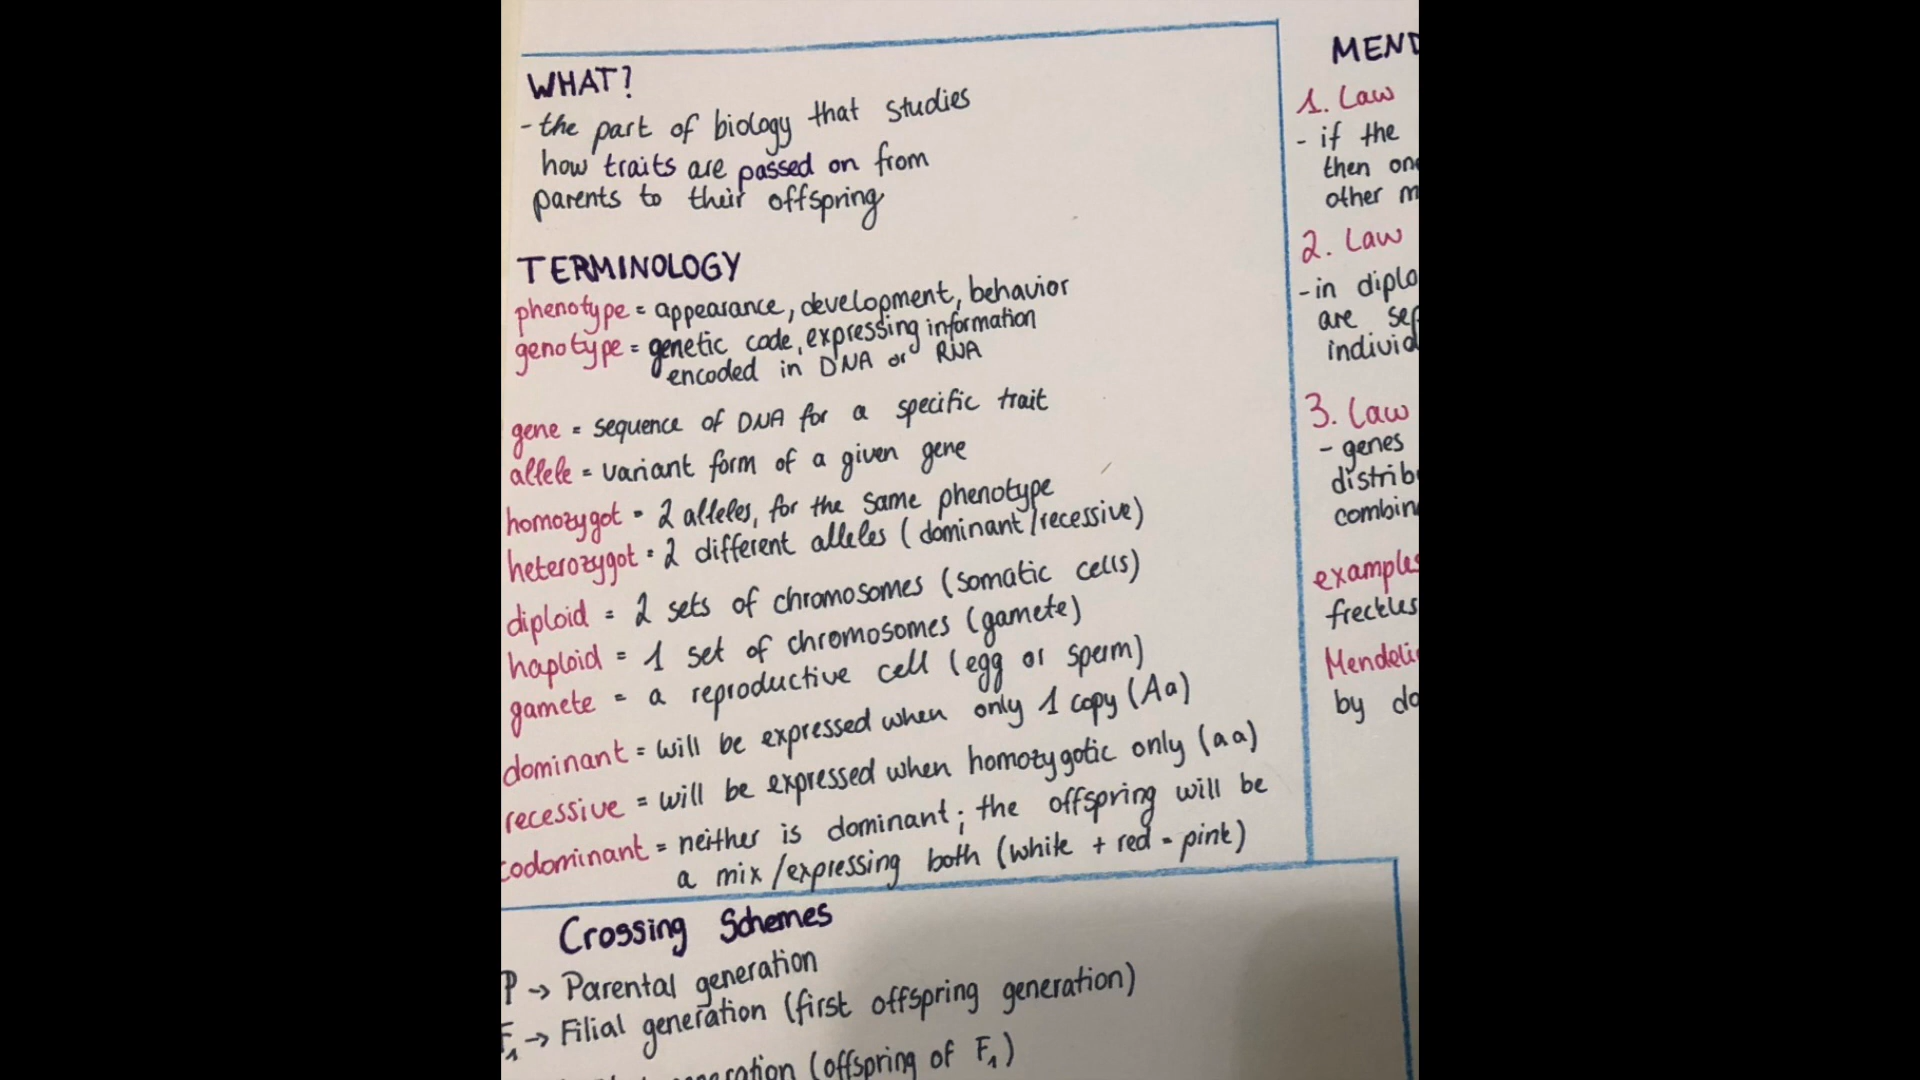 WHAT?
- the part of biology that studies
how traits are passed on from
parents to their offspring
TERMINOLOGY
phenotype = appearance, development, behavior
genotype = genetic code, expressing information
encoded in DNA or RNA
gene = sequence of DNA for a specific trait
allele = variant form of a given gene
homozygot = 2 alleles, for the same phenotype
heterozygot = 2 different alleles (dominant/recessive)
diploid = 2 sets of chromosomes (somatic cells)
haploid = 1 set of chromosomes (gamete)
gamete = a reproductive cell (egg or sperm)
dominant = will be expressed when only 1 copy (Aa)
recessive = will be expressed when homozygotic only (aa)
codominant = neither is dominant; the offspring will be
a mix/expressing both (white + red = pink)
Crossing Schemes
P → Parental generation
F1 → Filial generation (first offspring generation)
(offspring of F1)
MEND
1. Law
- if the
then one
other m
2. Law
- in diplo
are sep
individ
3. Law
- genes
distrib
combin
examples
freckles
Mendeli
by do